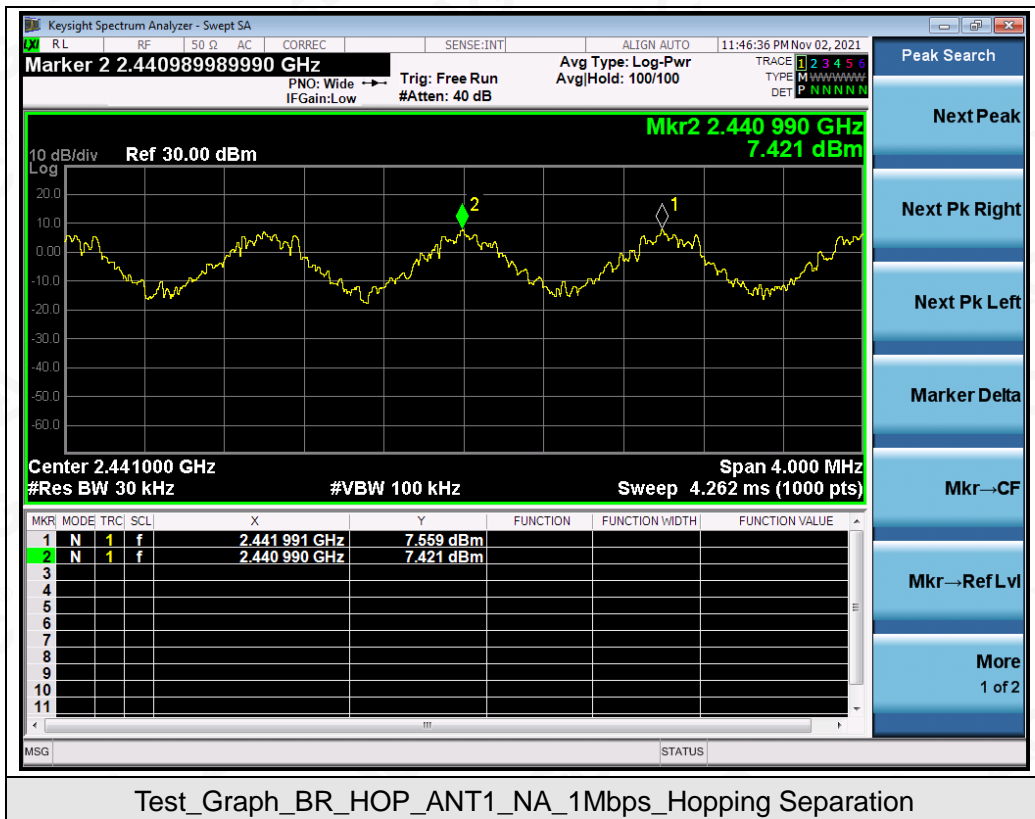 Keysight Spectrum Analyzer - Swept SA
LXI RL RF 50 Ω AC CORREC SENSE:INT ALIGN AUTO 11:46:36 PM Nov 02, 2021
Marker 2 2.440989989990 GHz
PNO: Wide
IFGain:Low
Trig: Free Run
#Atten: 40 dB
Avg Type: Log-Pwr
Avg|Hold: 100/100
TRACE 1 2 3 4 5 6
TYPE M WWWWW
DET P N N N N N
Mkr2 2.440 990 GHz
7.421 dBm
10 dB/div Ref 30.00 dBm
Log
20.0
10.0
0.00
-10.0
-20.0
-30.0
-40.0
-50.0
-60.0
2
1
Center 2.441000 GHz Span 4.000 MHz
#Res BW 30 kHz #VBW 100 kHz Sweep 4.262 ms (1000 pts)
MKR MODE TRC SCL X Y FUNCTION FUNCTION WIDTH FUNCTION VALUE
1 N 1 f 2.441 991 GHz 7.559 dBm
2 N 1 f 2.440 990 GHz 7.421 dBm
3
4
5
6
7
8
9
10
11
MSG STATUS
Peak Search
Next Peak
Next Pk Right
Next Pk Left
Marker Delta
Mkr→CF
Mkr→Ref Lvl
More
1 of 2
Test_Graph_BR_HOP_ANT1_NA_1Mbps_Hopping Separation